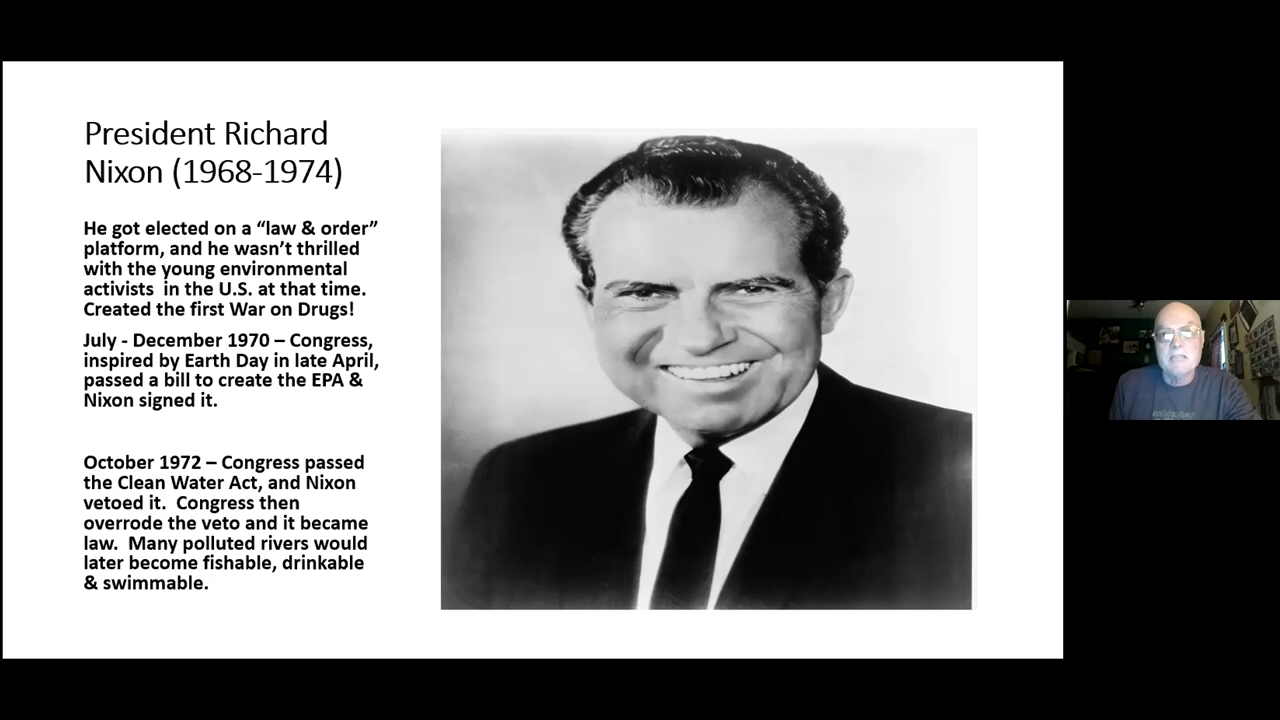 President Richard
Nixon (1968-1974)
He got elected on a “law & order”
platform, and he wasn’t thrilled
with the young environmental
activists in the U.S. at that time.
Created the first War on Drugs!
July - December 1970 – Congress,
inspired by Earth Day in late April,
passed a bill to create the EPA &
Nixon signed it.
October 1972 – Congress passed
the Clean Water Act, and Nixon
vetoed it. Congress then
overrode the veto and it became
law. Many polluted rivers would
later become fishable, drinkable
& swimmable.